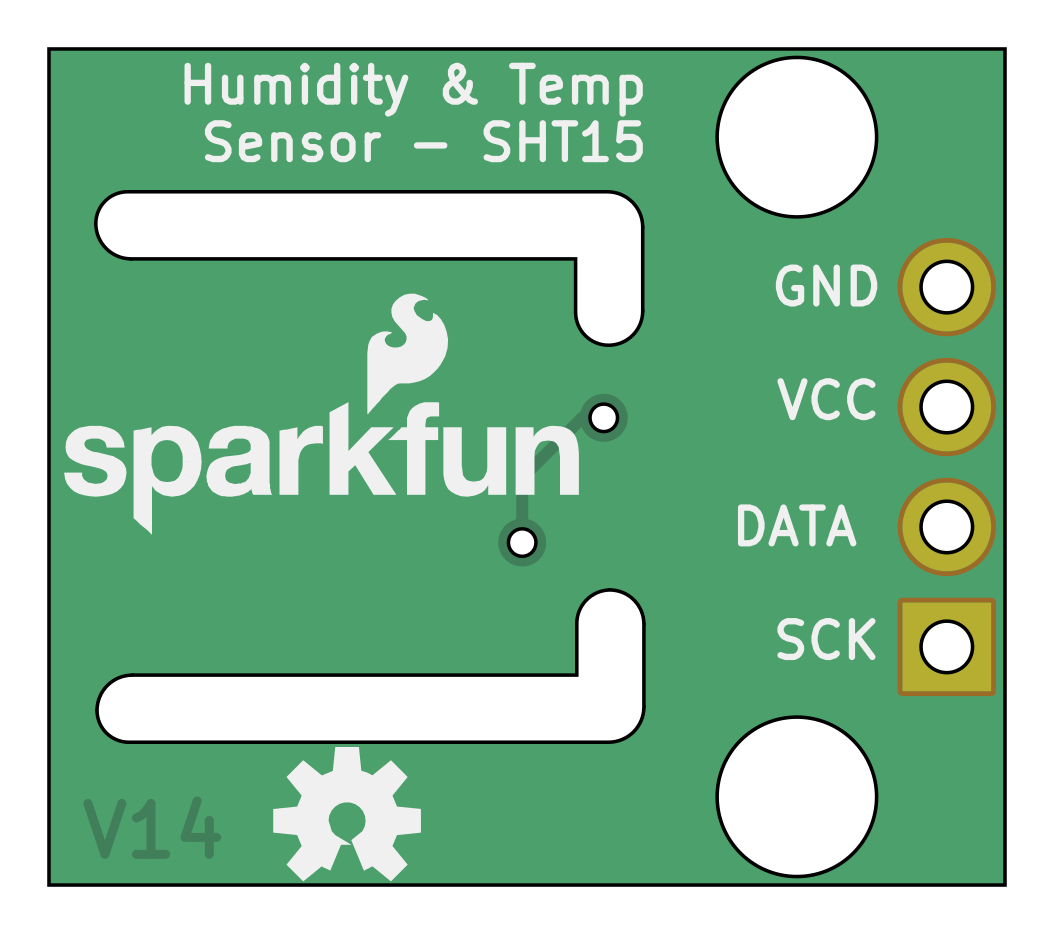 Humidity & Temp
Sensor - SHT15
GND
VCC
sparkfun
DATA
SCK
V14